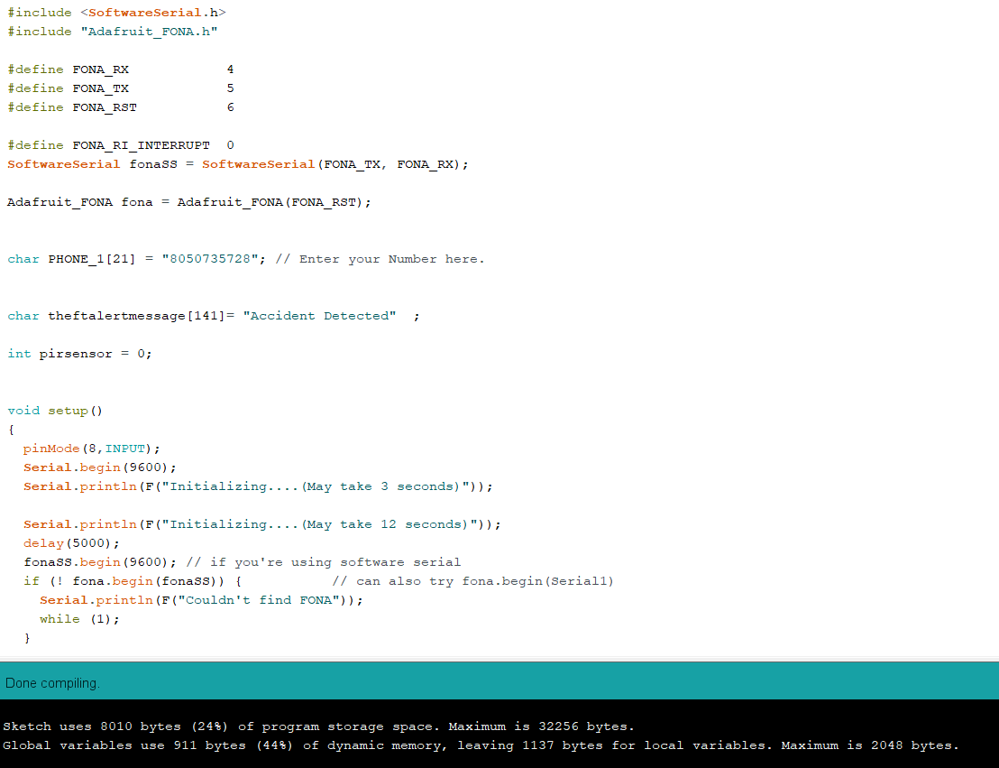 #include <SoftwareSerial.h>
#include "Adafruit_FONA.h"
#define FONA_RX            4
#define FONA_TX            5
#define FONA_RST           6
#define FONA_RI_INTERRUPT  0
SoftwareSerial fonaSS = SoftwareSerial(FONA_TX, FONA_RX);
Adafruit_FONA fona = Adafruit_FONA(FONA_RST);
char PHONE_1[21] = "8050735728"; // Enter your Number here.
char theftalertmessage[141]= "Accident Detected"  ;
int pirsensor = 0;
void setup()
{
  pinMode(8,INPUT);
  Serial.begin(9600);
  Serial.println(F("Initializing....(May take 3 seconds)"));
  Serial.println(F("Initializing....(May take 12 seconds)"));
  delay(5000);
  fonaSS.begin(9600); // if you're using software serial
  if (! fona.begin(fonaSS)) {           // can also try fona.begin(Serial1)
    Serial.println(F("Couldn't find FONA"));
    while (1);
  }
Done compiling.
Sketch uses 8010 bytes (24%) of program storage space. Maximum is 32256 bytes.
Global variables use 911 bytes (44%) of dynamic memory, leaving 1137 bytes for local variables. Maximum is 2048 bytes.